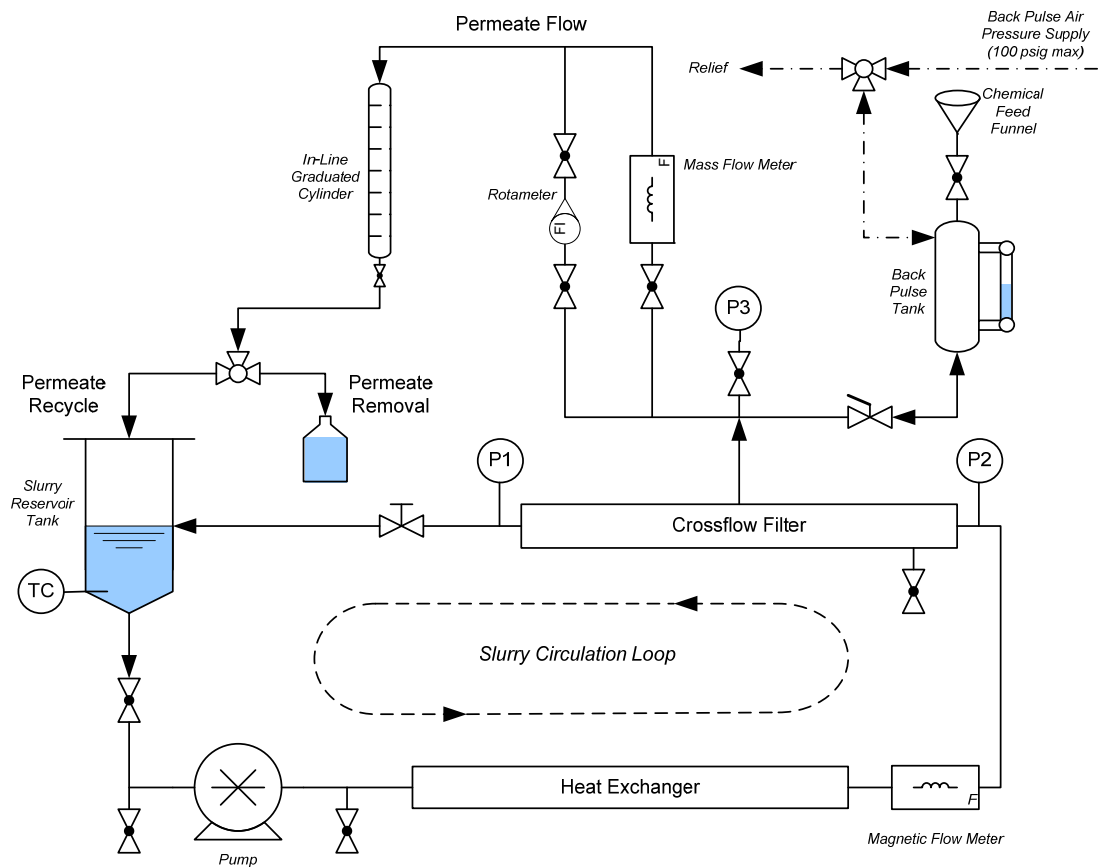 Permeate Flow
Back Pulse Air
Pressure Supply
(100 psig max)
Relief
Chemical
Feed
Funnel
In-Line
Graduated
Cylinder
Rotameter
FI
F
Mass Flow Meter
Back
Pulse
Tank
P3
Permeate
Recycle
Permeate
Removal
P1
P2
Slurry
Reservoir
Tank
Crossflow Filter
TC
Slurry Circulation Loop
Heat Exchanger
F
Magnetic Flow Meter
Pump